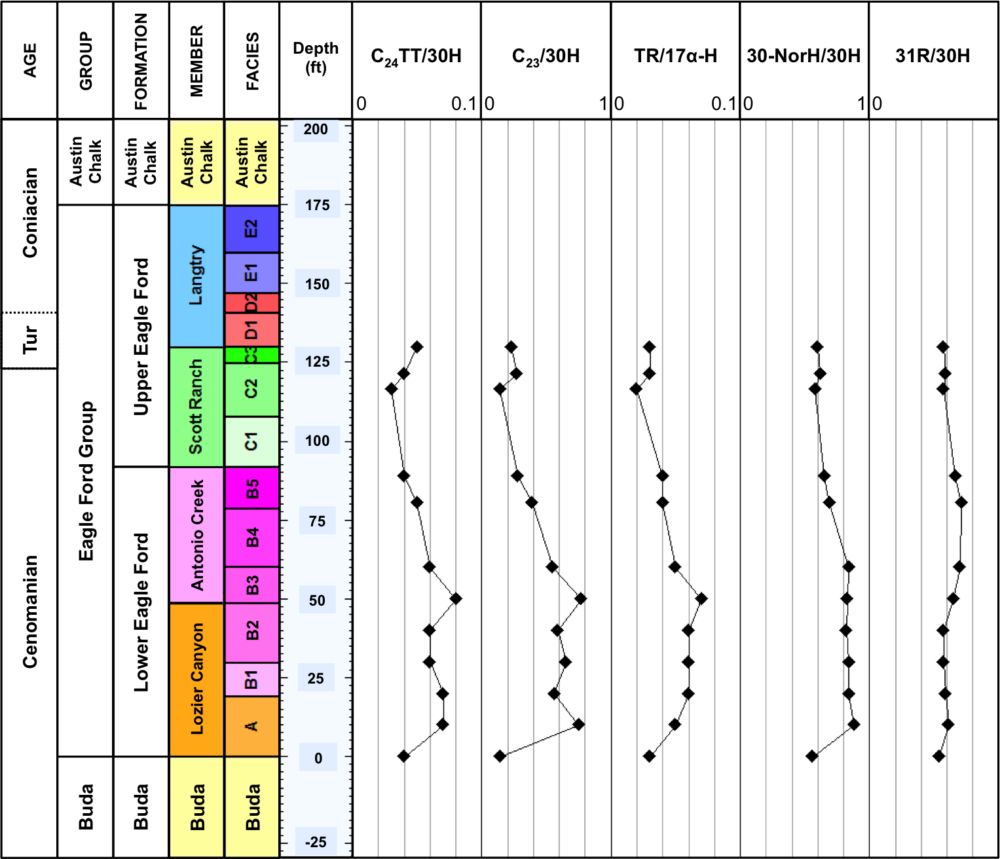 AGE
GROUP
FORMATION
MEMBER
FACIES
Depth
(ft)
C₂₄TT/30H
C₂₃/30H
TR/17α-H
30-NorH/30H
31R/30H
0
0.1
0
1
0
0.1
0
1
0
Coniacian
Tur
Cenomanian
Austin
Chalk
Eagle Ford Group
Buda
Austin
Chalk
Upper Eagle Ford
Lower Eagle Ford
Buda
Austin
Chalk
Langtry
Scott Ranch
Antonio Creek
Lozier Canyon
Buda
Austin
Chalk
E2
E1
D2
D1
C3
C2
C1
B5
B4
B3
B2
B1
A
Buda
200
175
150
125
100
75
50
25
0
-25